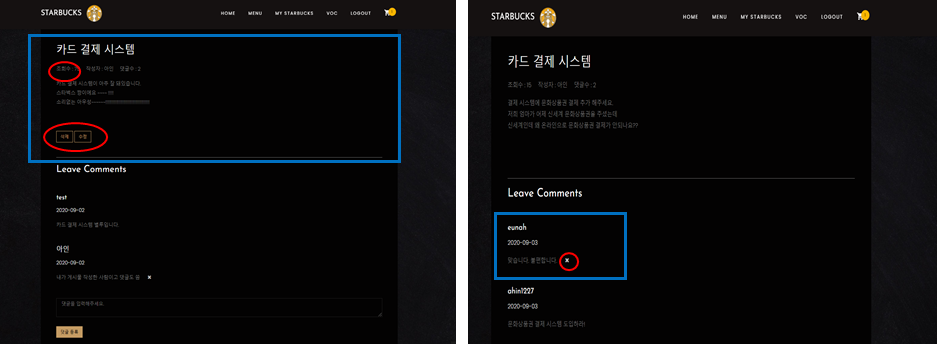 STARBUCKS
HOME MENU MY STARBUCKS VOC LOGOUT
카드 결제 시스템
조회수 : 15 작성자 : 아인 댓글수 : 2
카드 결제 시스템이 아주 잘 돼있습니다.
스타벅스 짱이에요 ~~~ !!!
삭제 수정
Leave Comments
test
2020-09-02
카드 결제 시스템 별루입니다.
아인
2020-09-02
내가 게시물 작성한 사람이고 댓글도 씀 ×
댓글을 입력해주세요.
댓글 등록
STARBUCKS
HOME MENU MY STARBUCKS VOC LOGOUT
카드 결제 시스템
조회수 : 15 작성자 : 아인 댓글수 : 2
결제 시스템에 문화상품권 결제 추가 해주세요.
저희 엄마가 어제 신세계 문화상품권을 주셨는데
신세계인데 왜 온라인으로 문화상품권 결제가 안되나요??
Leave Comments
eunah
2020-09-03
맞습니다. 불편합니다. ×
ahin1227
2020-09-03
문화상품권 결제 시스템 도입하라!